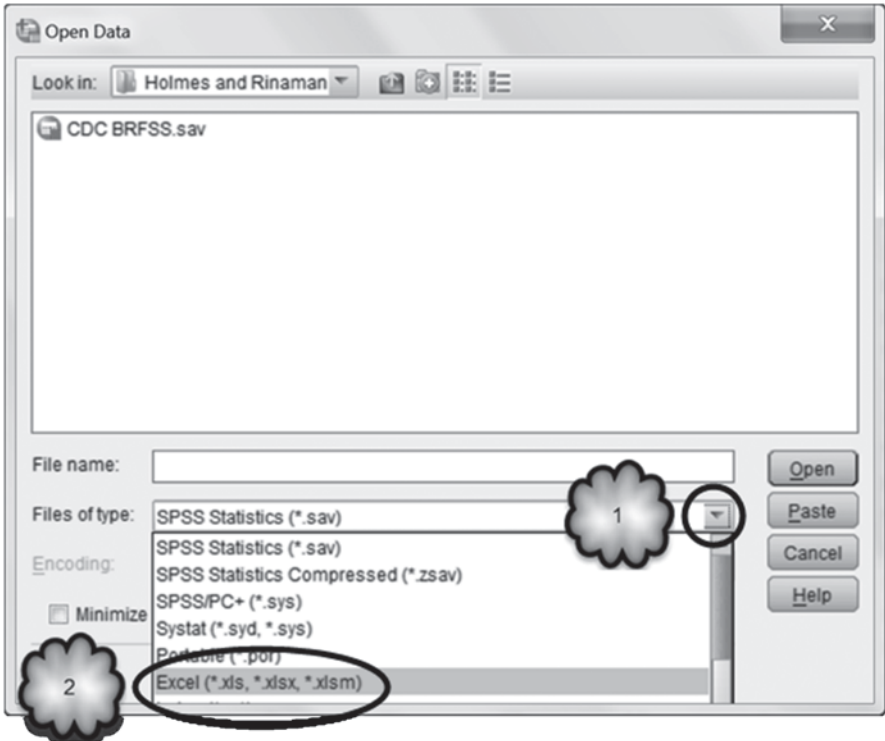 Open Data
Look in: Holmes and Rinaman
CDC BRFSS.sav
File name:
Open
Files of type: SPSS Statistics (*.sav)
1
Paste
SPSS Statistics (*.sav)
Encoding:
SPSS Statistics Compressed (*.zsav)
Cancel
SPSS/PC+ (*.sys)
Help
Minimize
Systat (*.syd, *.sys)
Portable (*.por)
2
Excel (*.xls, *.xlsx, *.xlsm)